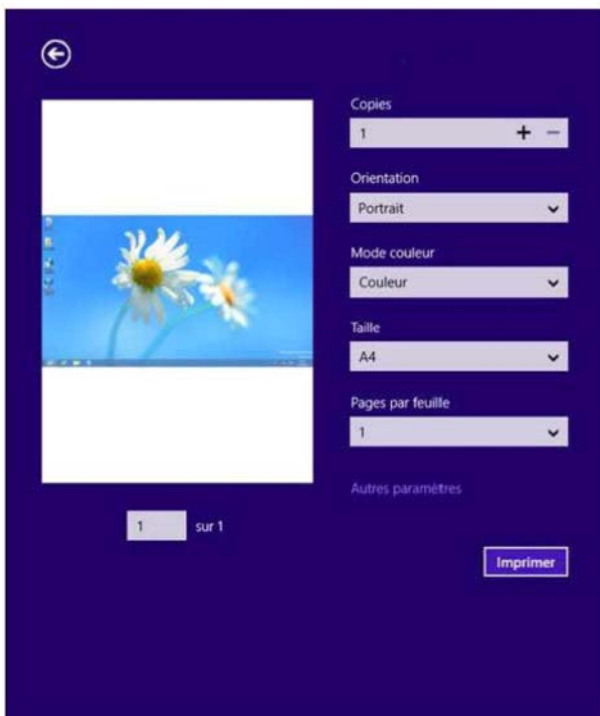 Copies
1
Orientation
Portrait
Mode couleur
Couleur
Taille
A4
Pages par feuille
1
Autres paramètres
1 sur 1
Imprimer